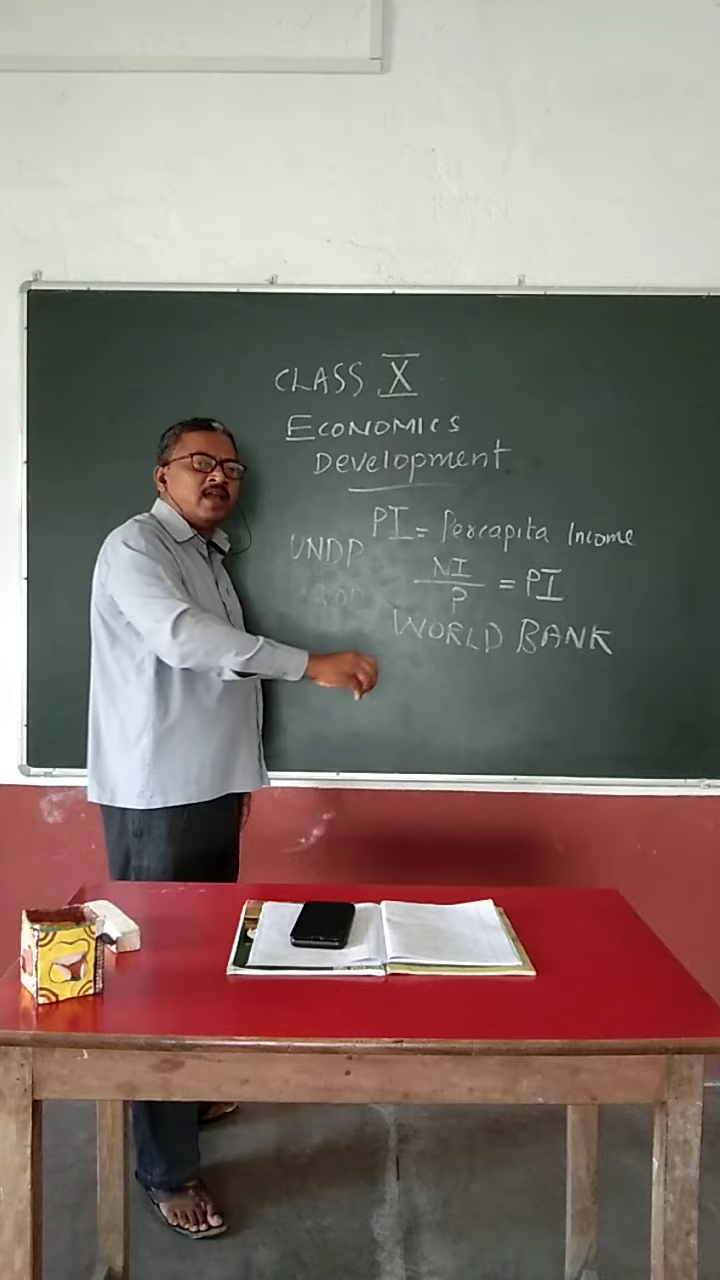 CLASS X
ECONOMICS
Development
PI = Percapita Income
UNDP
NI
P
= PI
WORLD BANK